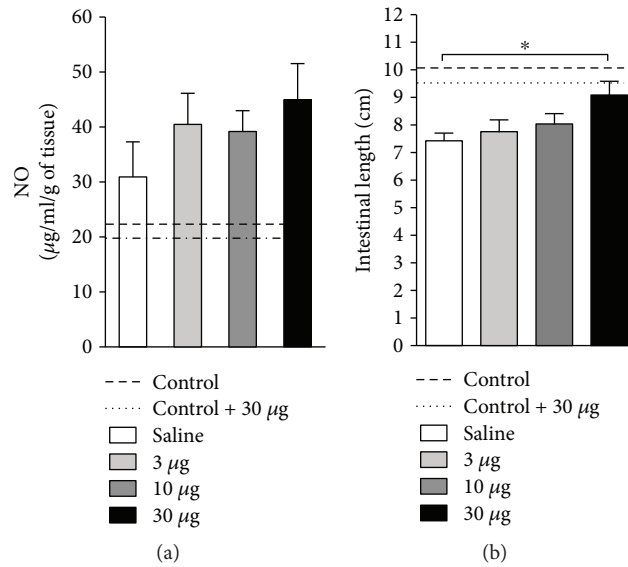 60
50
40
30
20
10
0
NO
(μg/ml/g of tissue)
Control
Control + 30 μg
Saline
3 μg
10 μg
30 μg
(a)
12
11
10
9
8
7
6
5
4
3
2
1
0
Intestinal length (cm)
*
Control
Control + 30 μg
Saline
3 μg
10 μg
30 μg
(b)